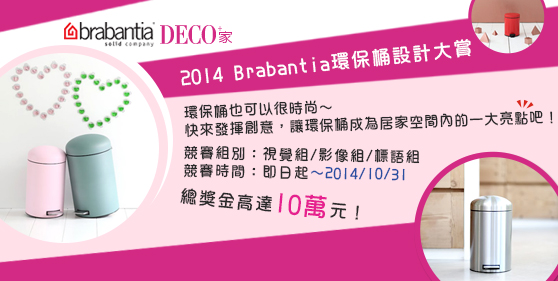 brabantia
solid company
DECO家
2014 Brabantia環保桶設計大賞
環保桶也可以很時尚～
快來發揮創意，讓環保桶成為居家空間內的一大亮點吧！
競賽組別：視覺組/影像組/標語組
競賽時間：即日起～2014/10/31
總獎金高達10萬元！